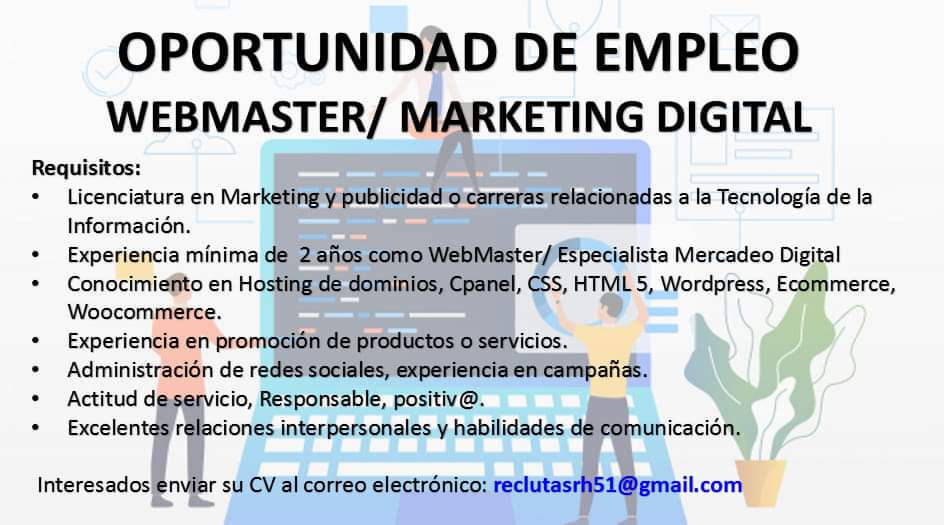 OPORTUNIDAD DE EMPLEO
WEBMASTER/ MARKETING DIGITAL
Requisitos:
• Licenciatura en Marketing y publicidad o carreras relacionadas a la Tecnología de la
Información.
• Experiencia mínima de 2 años como WebMaster/ Especialista Mercadeo Digital
• Conocimiento en Hosting de dominios, Cpanel, CSS, HTML 5, Wordpress, Ecommerce,
Woocommerce.
• Experiencia en promoción de productos o servicios.
• Administración de redes sociales, experiencia en campañas.
• Actitud de servicio, Responsable, positiv@.
• Excelentes relaciones interpersonales y habilidades de comunicación.
Interesados enviar su CV al correo electrónico: reclutasrh51@gmail.com